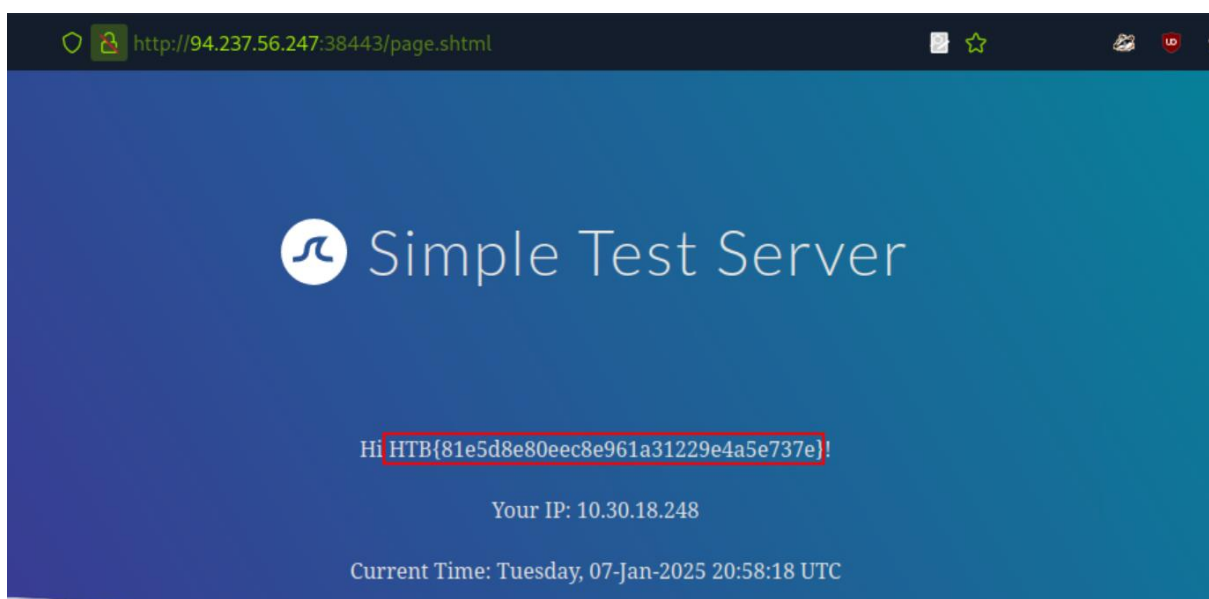 http://94.237.56.247:38443/page.shtml
Simple Test Server
Hi HTB{81e5d8e80eec8e961a31229e4a5e737e}!
Your IP: 10.30.18.248
Current Time: Tuesday, 07-Jan-2025 20:58:18 UTC